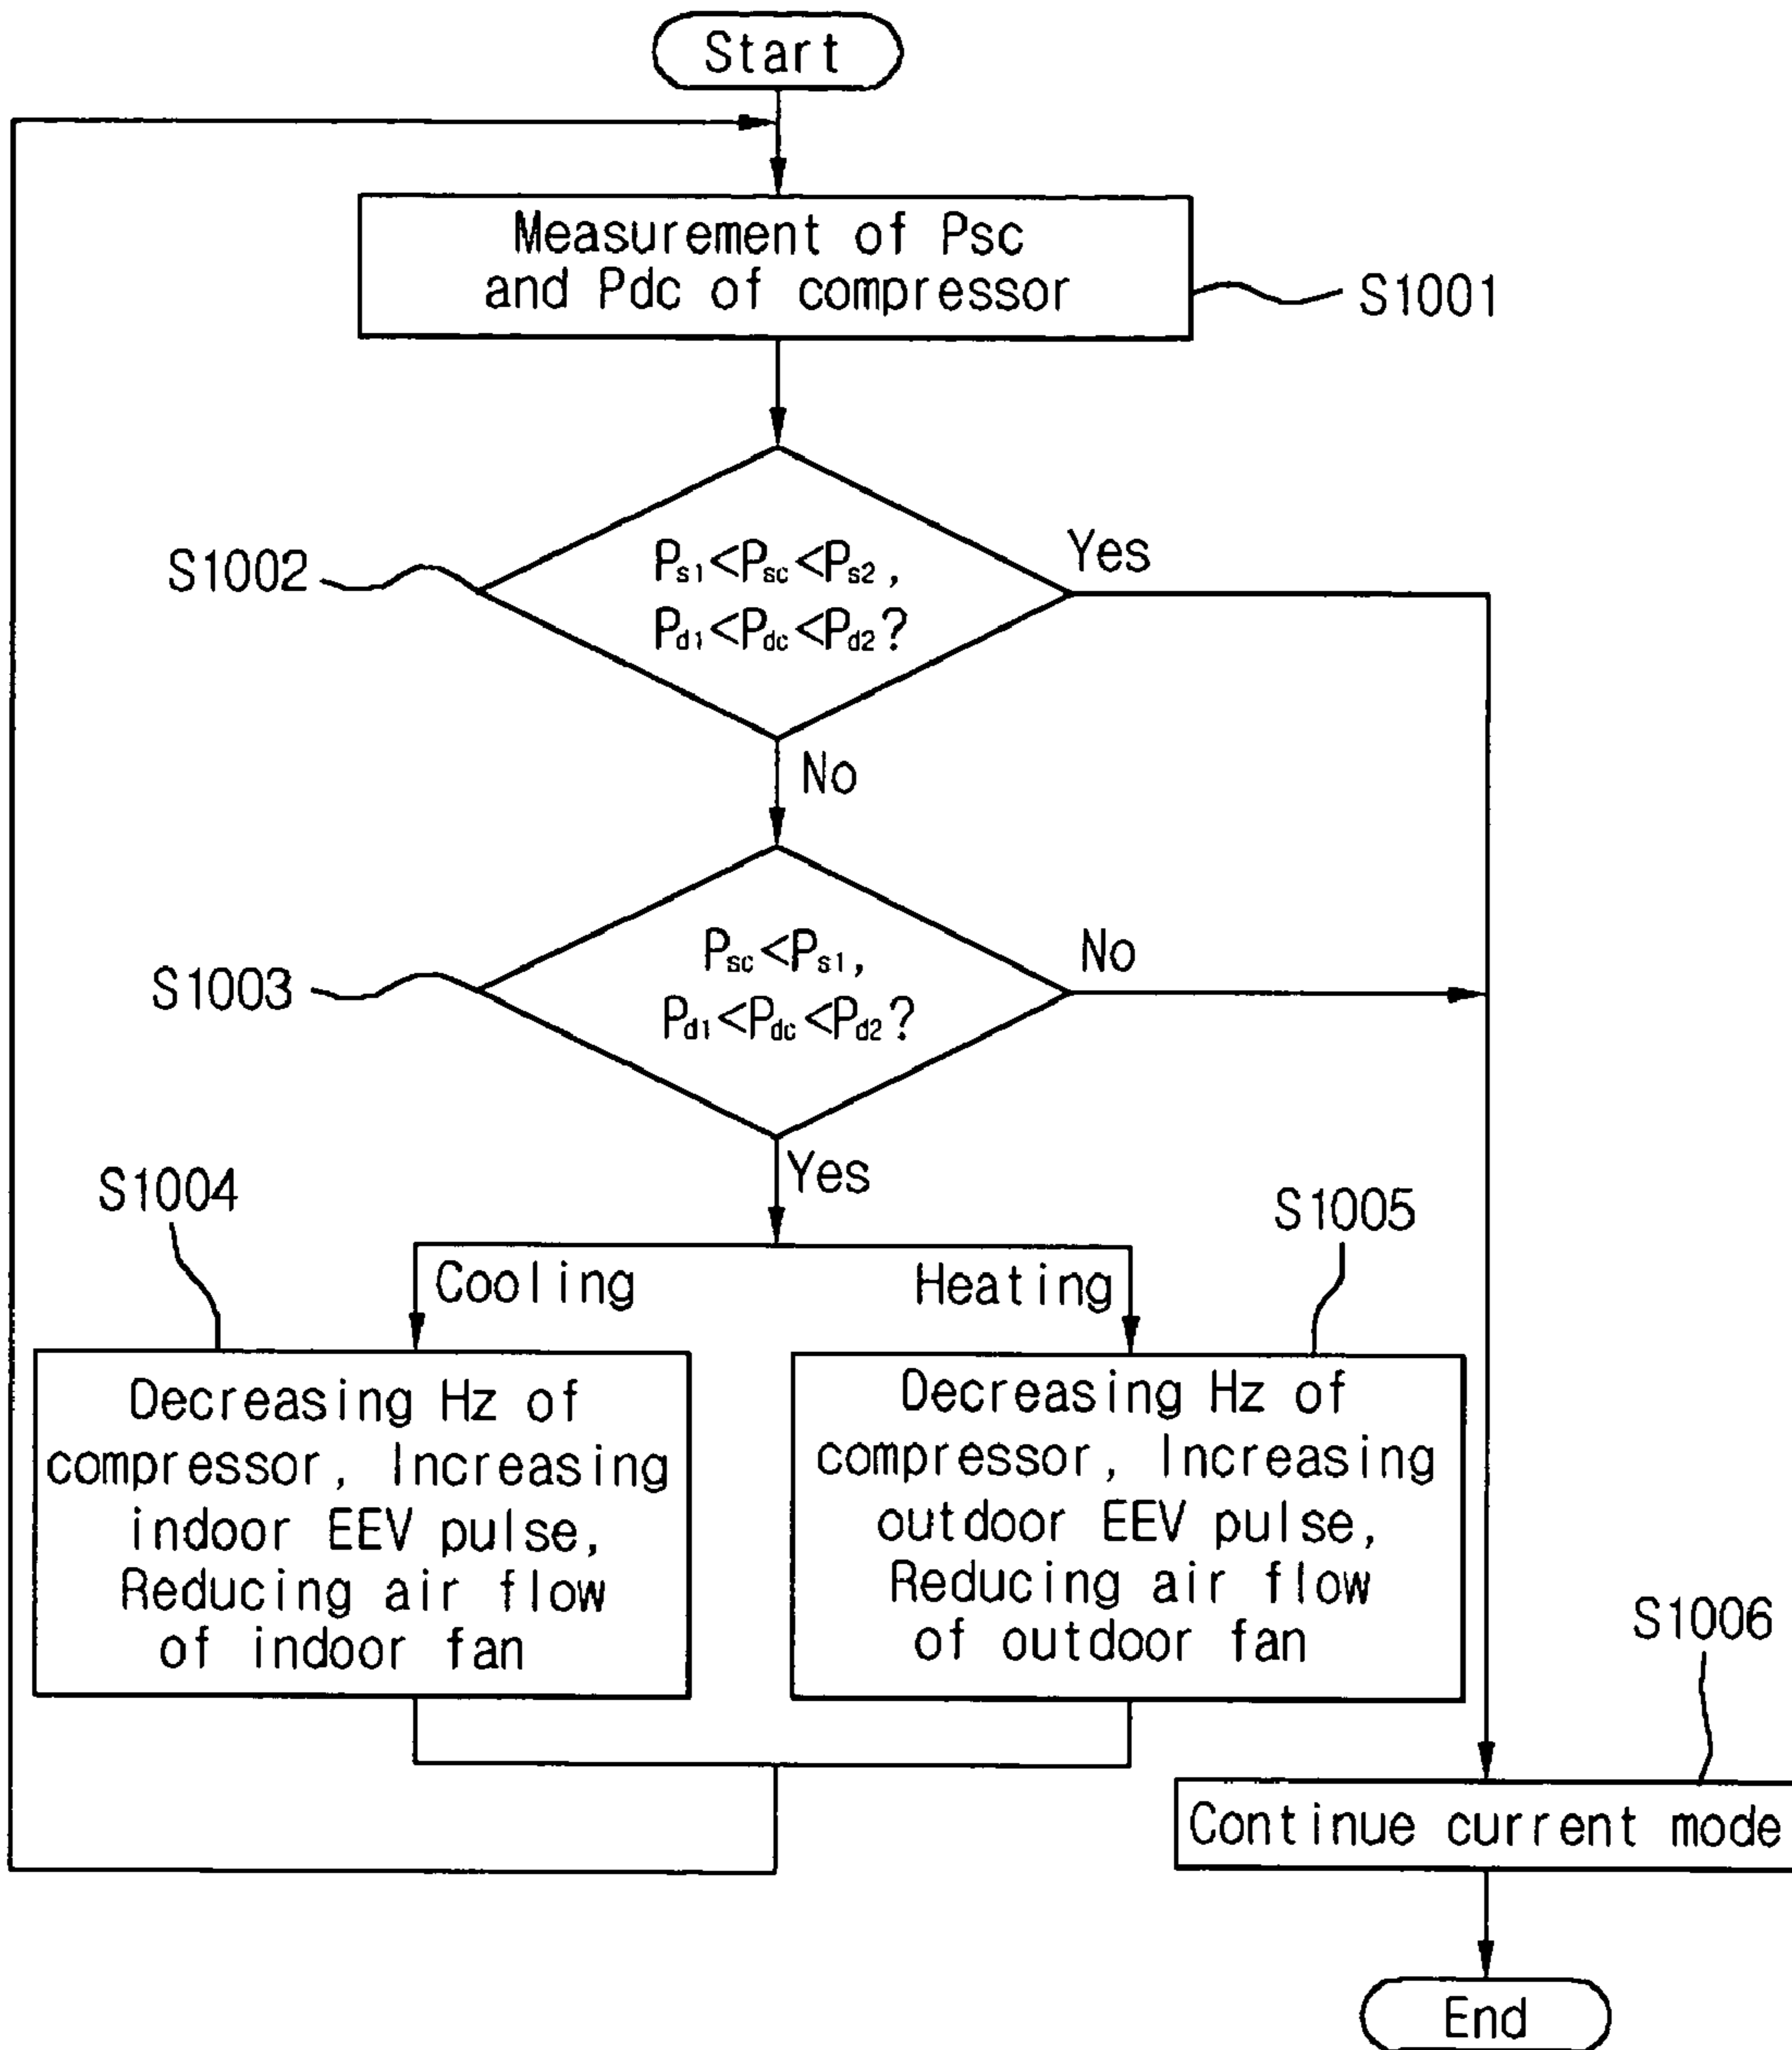 Start
Measurement of Psc
and Pdc of compressor
S1001
S1002
Ps1<Psc<Ps2,
Pd1<Pdc<Pd2?
Yes
No
S1003
Psc<Ps1,
Pd1<Pdc<Pd2?
No
Yes
S1004
S1005
Cooling
Heating
Decreasing Hz of
compressor, Increasing
indoor EEV pulse,
Reducing air flow
of indoor fan
Decreasing Hz of
compressor, Increasing
outdoor EEV pulse,
Reducing air flow
of outdoor fan
S1006
Continue current mode
End